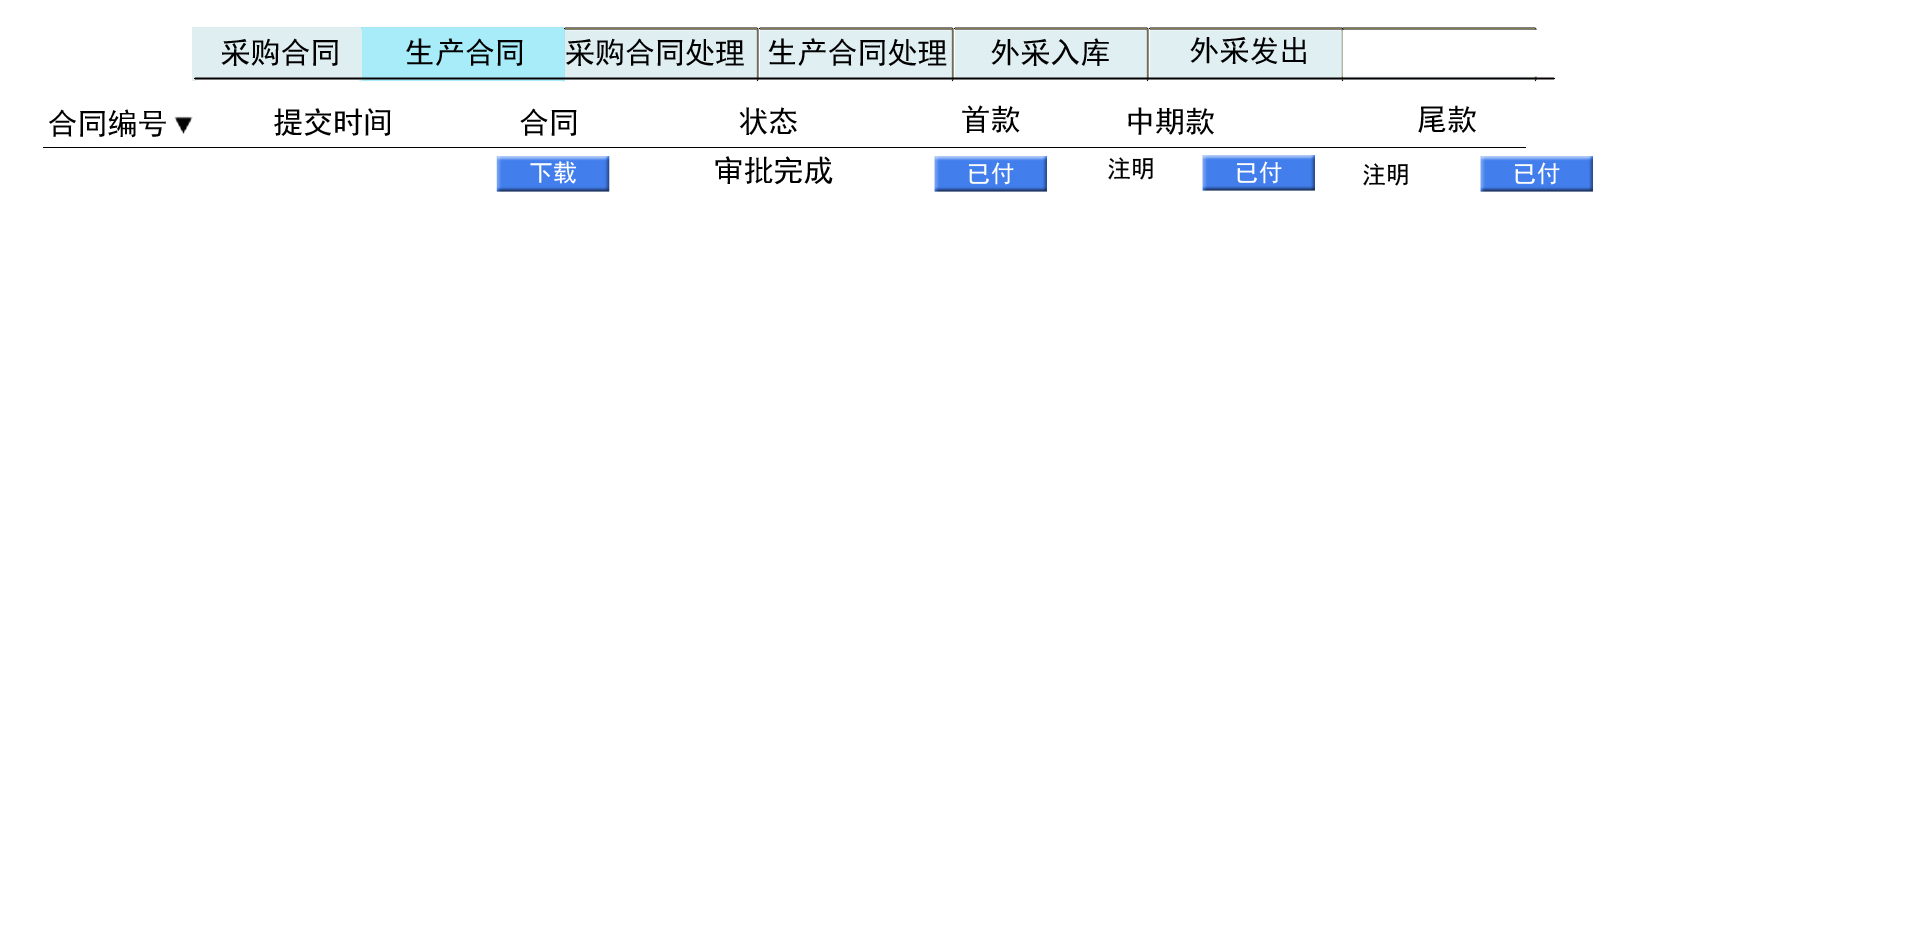 采购合同 生产合同 采购合同处理 生产合同处理 外采入库 外采发出
合同编号▼ 提交时间 合同 状态 首款 中期款 尾款
下载 审批完成 已付 注明 已付 注明 已付